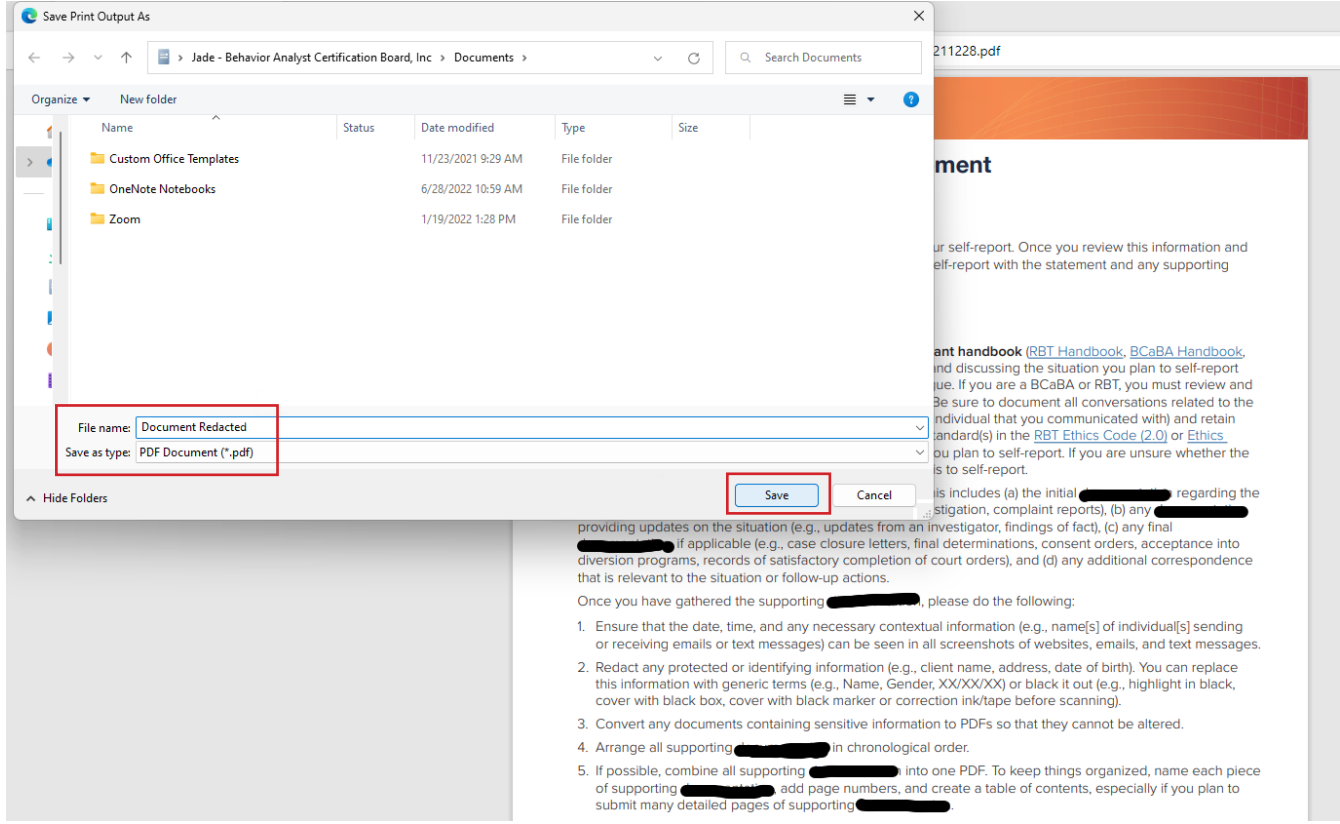 Save Print Output As
Jade - Behavior Analyst Certification Board, Inc > Documents >
Search Documents
211228.pdf
Organize
New folder
Name
Status
Date modified
Type
Size
Custom Office Templates
11/23/2021 9:29 AM
File folder
OneNote Notebooks
6/28/2022 10:59 AM
File folder
Zoom
1/19/2022 1:28 PM
File folder
File name:
Document Redacted
Save as type:
PDF Document (*.pdf)
Hide Folders
Save
Cancel
ment
ur self-report. Once you review this information and
elf-report with the statement and any supporting
ant handbook (RBT Handbook, BCaBA Handbook,
and discussing the situation you plan to self-report
gue. If you are a BCaBA or RBT, you must review and
Be sure to document all conversations related to the
individual that you communicated with) and retain
tandard(s) in the RBT Ethics Code (2.0) or Ethics
ou plan to self-report. If you are unsure whether the
is to self-report.
is includes (a) the initial regarding the
stigation, complaint reports), (b) any
providing updates on the situation (e.g., updates from an investigator, findings of fact), (c) any final
if applicable (e.g., case closure letters, final determinations, consent orders, acceptance into
diversion programs, records of satisfactory completion of court orders), and (d) any additional correspondence
that is relevant to the situation or follow-up actions.
Once you have gathered the supporting , please do the following:
1. Ensure that the date, time, and any necessary contextual information (e.g., name[s] of individual[s] sending
or receiving emails or text messages) can be seen in all screenshots of websites, emails, and text messages.
2. Redact any protected or identifying information (e.g., client name, address, date of birth). You can replace
this information with generic terms (e.g., Name, Gender, XX/XX/XX) or black it out (e.g., highlight in black,
cover with black box, cover with black marker or correction ink/tape before scanning).
3. Convert any documents containing sensitive information to PDFs so that they cannot be altered.
4. Arrange all supporting in chronological order.
5. If possible, combine all supporting into one PDF. To keep things organized, name each piece
of supporting , add page numbers, and create a table of contents, especially if you plan to
submit many detailed pages of supporting .